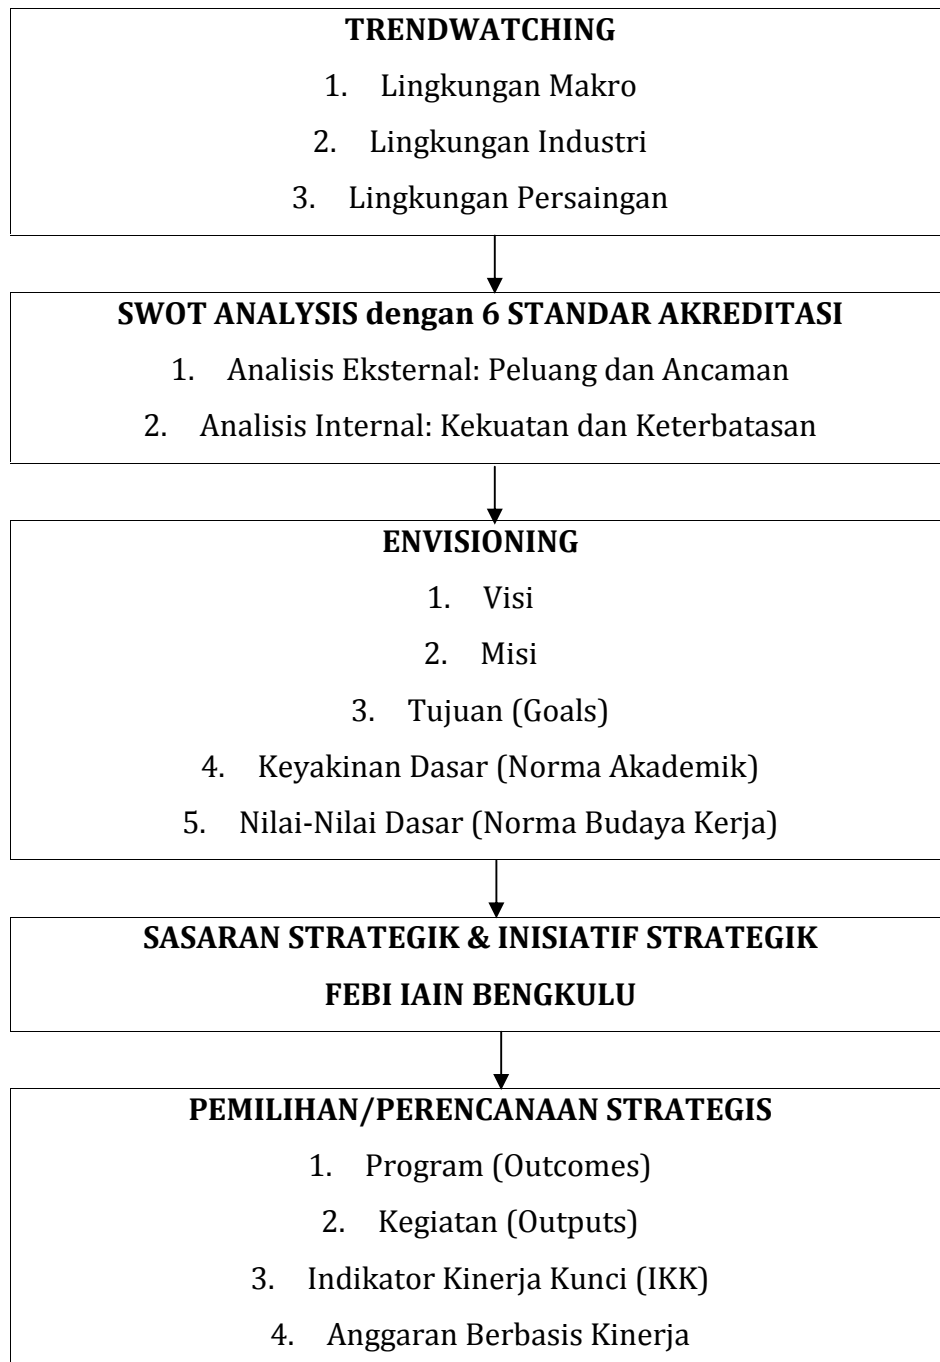 TRENDWATCHING
1. Lingkungan Makro
2. Lingkungan Industri
3. Lingkungan Persaingan
SWOT ANALYSIS dengan 6 STANDAR AKREDITASI
1. Analisis Eksternal: Peluang dan Ancaman
2. Analisis Internal: Kekuatan dan Keterbatasan
ENVISIONING
1. Visi
2. Misi
3. Tujuan (Goals)
4. Keyakinan Dasar (Norma Akademik)
5. Nilai-Nilai Dasar (Norma Budaya Kerja)
SASARAN STRATEGIK & INISIATIF STRATEGIK
FEBI IAIN BENGKULU
PEMILIHAN/PERENCANAAN STRATEGIS
1. Program (Outcomes)
2. Kegiatan (Outputs)
3. Indikator Kinerja Kunci (IKK)
4. Anggaran Berbasis Kinerja